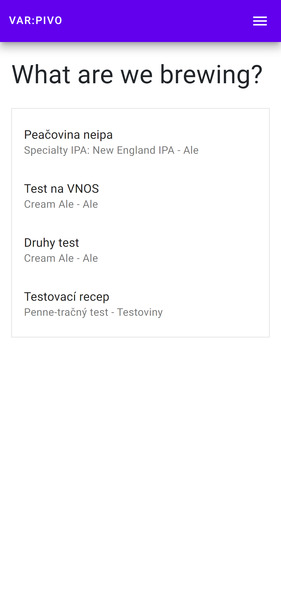 VAR:PIVO
What are we brewing?
Peačovina neipa
Specialty IPA: New England IPA - Ale
Test na VNOS
Cream Ale - Ale
Druhy test
Cream Ale - Ale
Testovací recep
Penne-tračný test - Testoviny